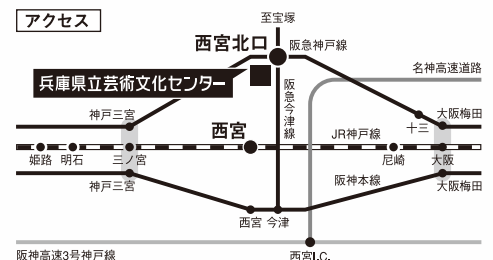 アクセス
至宝塚
西宮北口
阪急神戸線
兵庫県立芸術文化センター
名神高速道路
阪急今津線
神戸三宮
十三
大阪梅田
西宮
JR神戸線
姫路
明石
三ノ宮
尼崎
大阪
神戸三宮
阪神本線
大阪梅田
西宮
今津
阪神高速3号神戸線
西宮I.C.